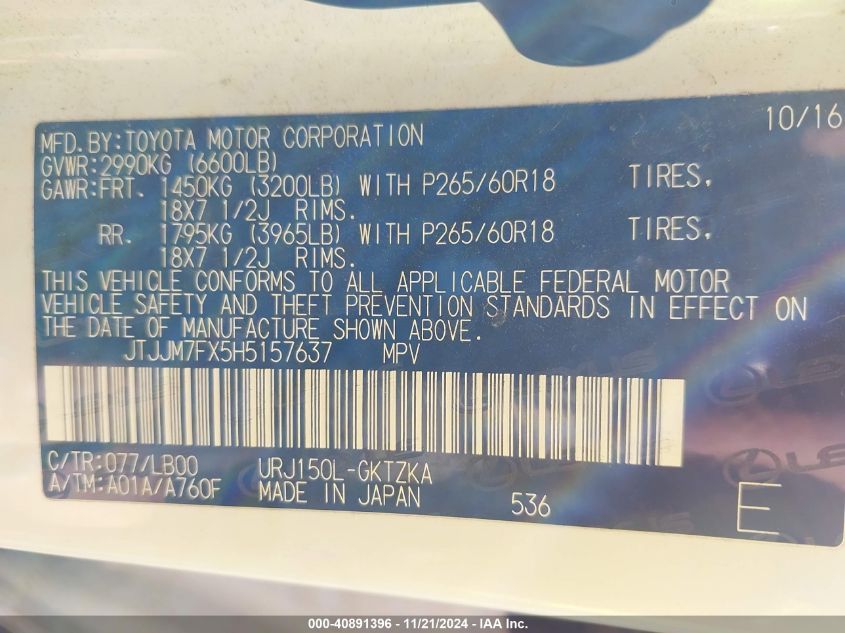 10/16
MFD.BY:TOYOTA MOTOR CORPORATION
GVWR:2990KG (6600LB)
GAWR:FRT. 1450KG (3200LB) WITH P265/60R18 TIRES,
18X7 1/2J RIMS.
RR. 1795KG (3965LB) WITH P265/60R18 TIRES,
18X7 1/2J RIMS.
THIS VEHICLE CONFORMS TO ALL APPLICABLE FEDERAL MOTOR
VEHICLE SAFETY AND THEFT PREVENTION STANDARDS IN EFFECT ON
THE DATE OF MANUFACTURE SHOWN ABOVE.
JTJJM7FX5H5157637 MPV
LEXUS
C/TR:077/LB00 URJ150L-GKTZKA
LEXUS
A/TM:A01A/A760F MADE IN JAPAN 536 E
000-40891396 - 11/21/2024 - IAA Inc.